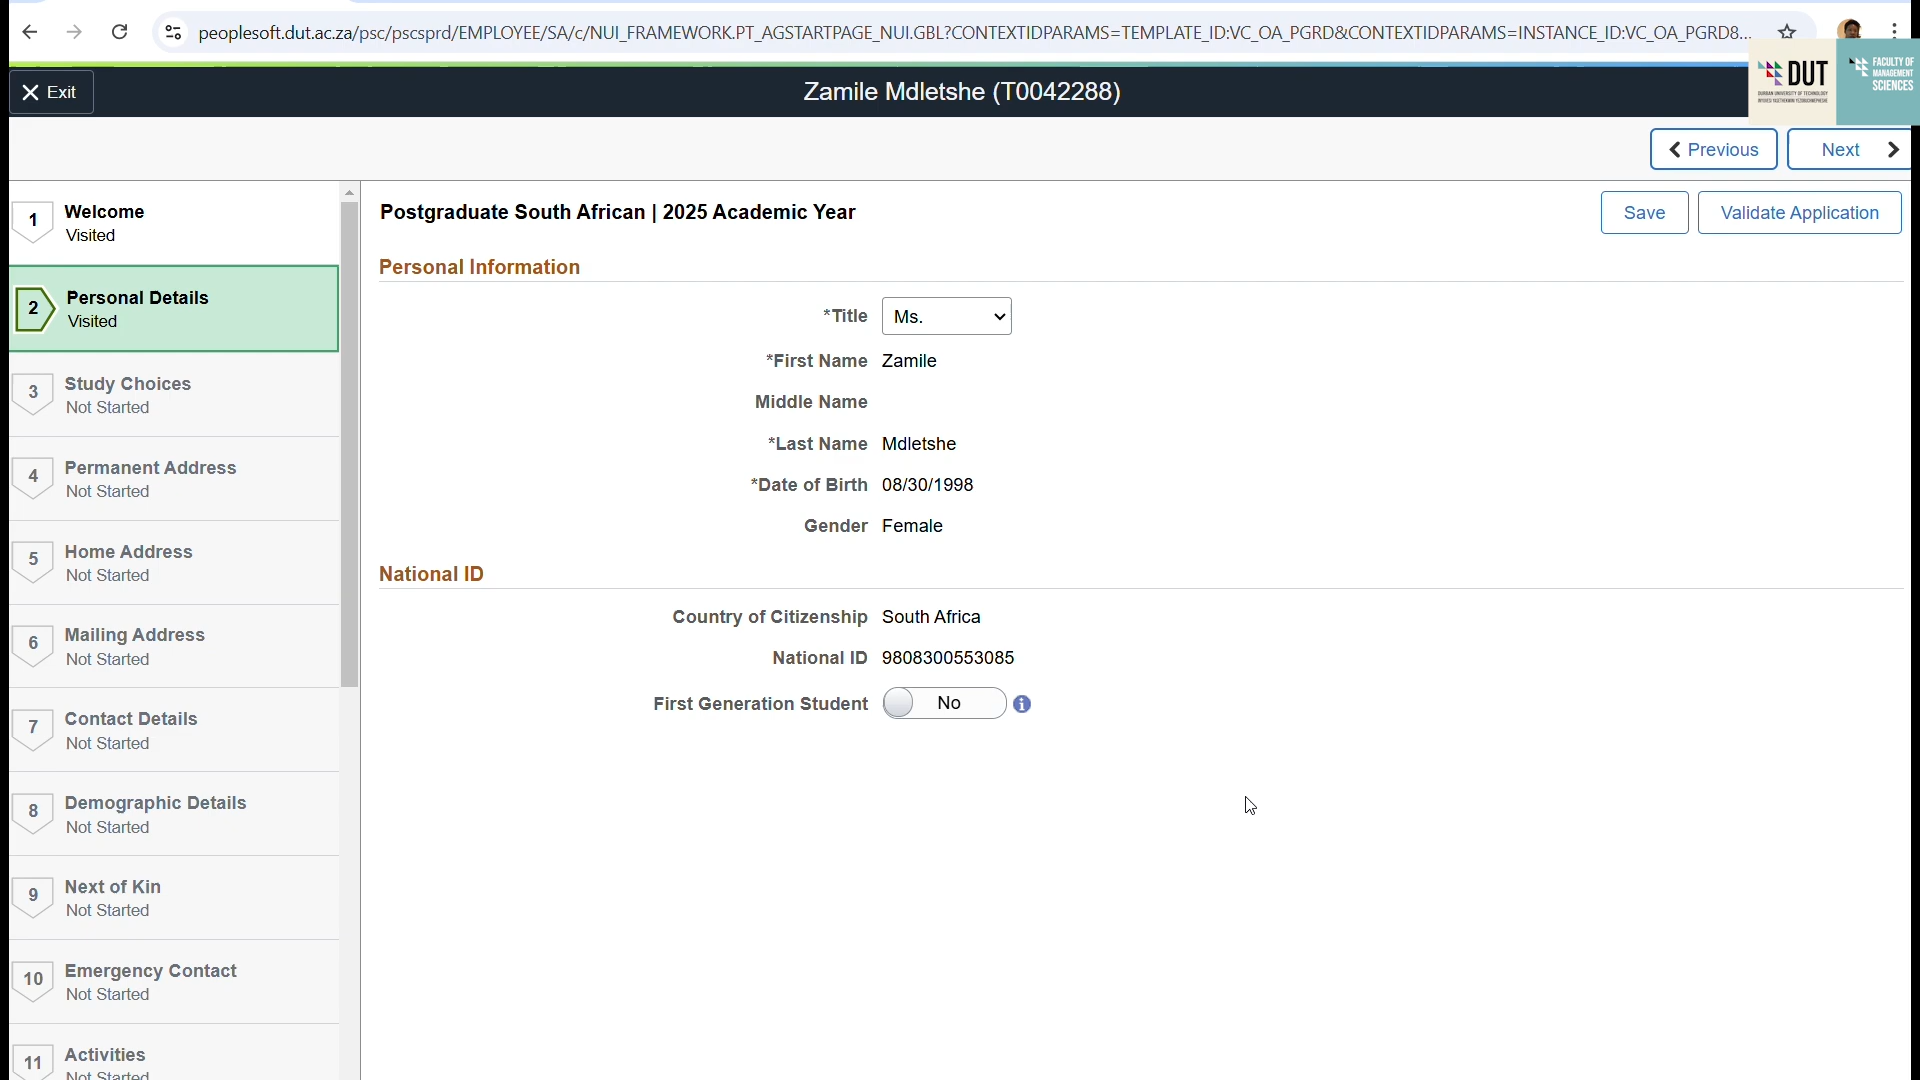 peoplesoft.dut.ac.za/psc/pscsprd/EMPLOYEE/SA/c/NUI_FRAMEWORK.PT_AGSTARTPAGE_NUI.GBL?CONTEXTIDPARAMS=TEMPLATE_ID:VC_OA_PGRD&CONTEXTIDPARAMS=INSTANCE_ID:VC_OA_PGRD8...
Exit
Zamile Mdletshe (T0042288)
DUT
DURBAN UNIVERSITY OF TECHNOLOGY
FACULTY OF
MANAGEMENT
SCIENCES
Previous
Next
1
Welcome
Visited
2
Personal Details
Visited
3
Study Choices
Not Started
4
Permanent Address
Not Started
5
Home Address
Not Started
6
Mailing Address
Not Started
7
Contact Details
Not Started
8
Demographic Details
Not Started
9
Next of Kin
Not Started
10
Emergency Contact
Not Started
11
Activities
Not Started
Postgraduate South African | 2025 Academic Year
Save
Validate Application
Personal Information
*Title Ms.
*First Name Zamile
Middle Name
*Last Name Mdletshe
*Date of Birth 08/30/1998
Gender Female
National ID
Country of Citizenship South Africa
National ID 9808300553085
First Generation Student No